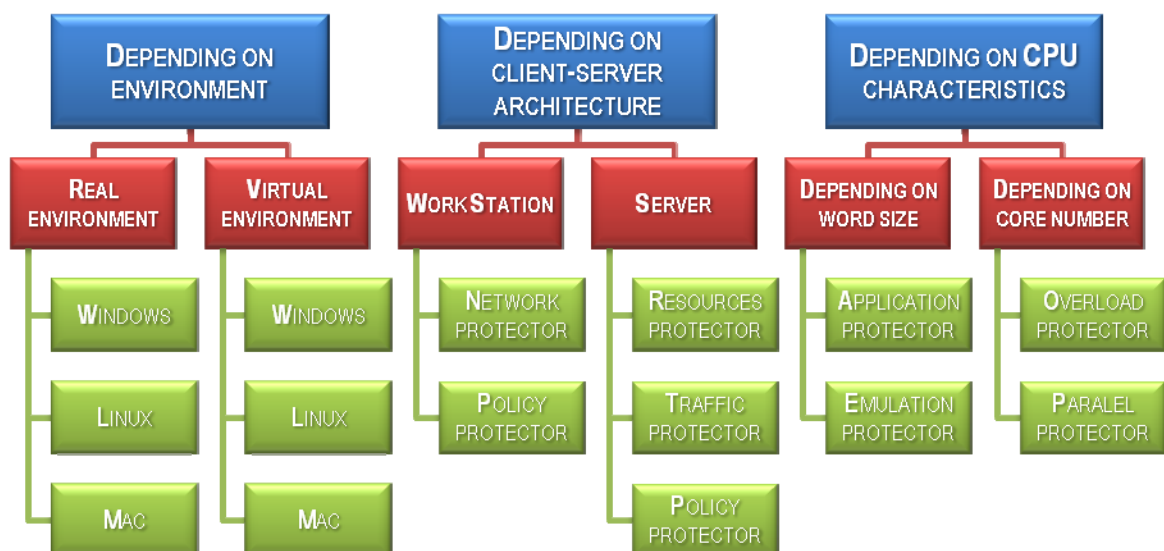 DEPENDING ON
ENVIRONMENT
DEPENDING ON
CLIENT-SERVER
ARCHITECTURE
DEPENDING ON CPU
CHARACTERISTICS
REAL
ENVIRONMENT
VIRTUAL
ENVIRONMENT
WORKSTATION
SERVER
DEPENDING ON
WORD SIZE
DEPENDING ON
CORE NUMBER
WINDOWS
LINUX
MAC
WINDOWS
LINUX
MAC
NETWORK
PROTECTOR
POLICY
PROTECTOR
RESOURCES
PROTECTOR
TRAFFIC
PROTECTOR
POLICY
PROTECTOR
APPLICATION
PROTECTOR
EMULATION
PROTECTOR
OVERLOAD
PROTECTOR
PARALEL
PROTECTOR